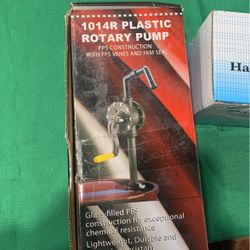 1014R PLASTIC
ROTARY PUMP
PPS CONSTRUCTION
WITH PPS VANES AND FKM SEAL
Glass filled PPS
construction for exceptional
chemical resistance
Lightweight, Durable and
Ha